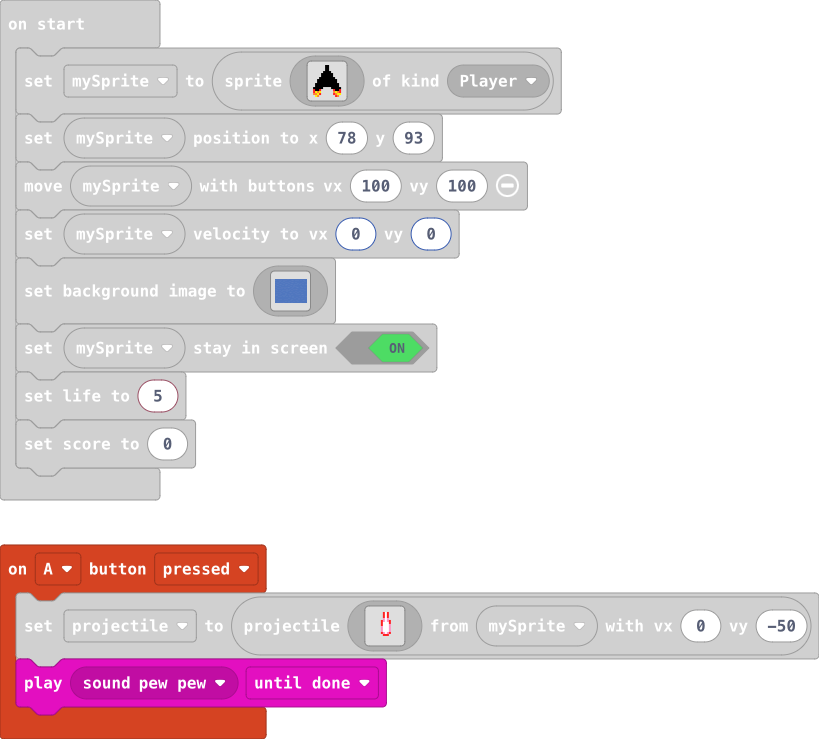 on start
set mySprite to sprite of kind Player
set mySprite position to x 78 y 93
move mySprite with buttons vx 100 vy 100
set mySprite velocity to vx 0 vy 0
set background image to
set mySprite stay in screen ON
set life to 5
set score to 0
on A button pressed
set projectile to projectile from mySprite with vx 0 vy -50
play sound pew pew until done